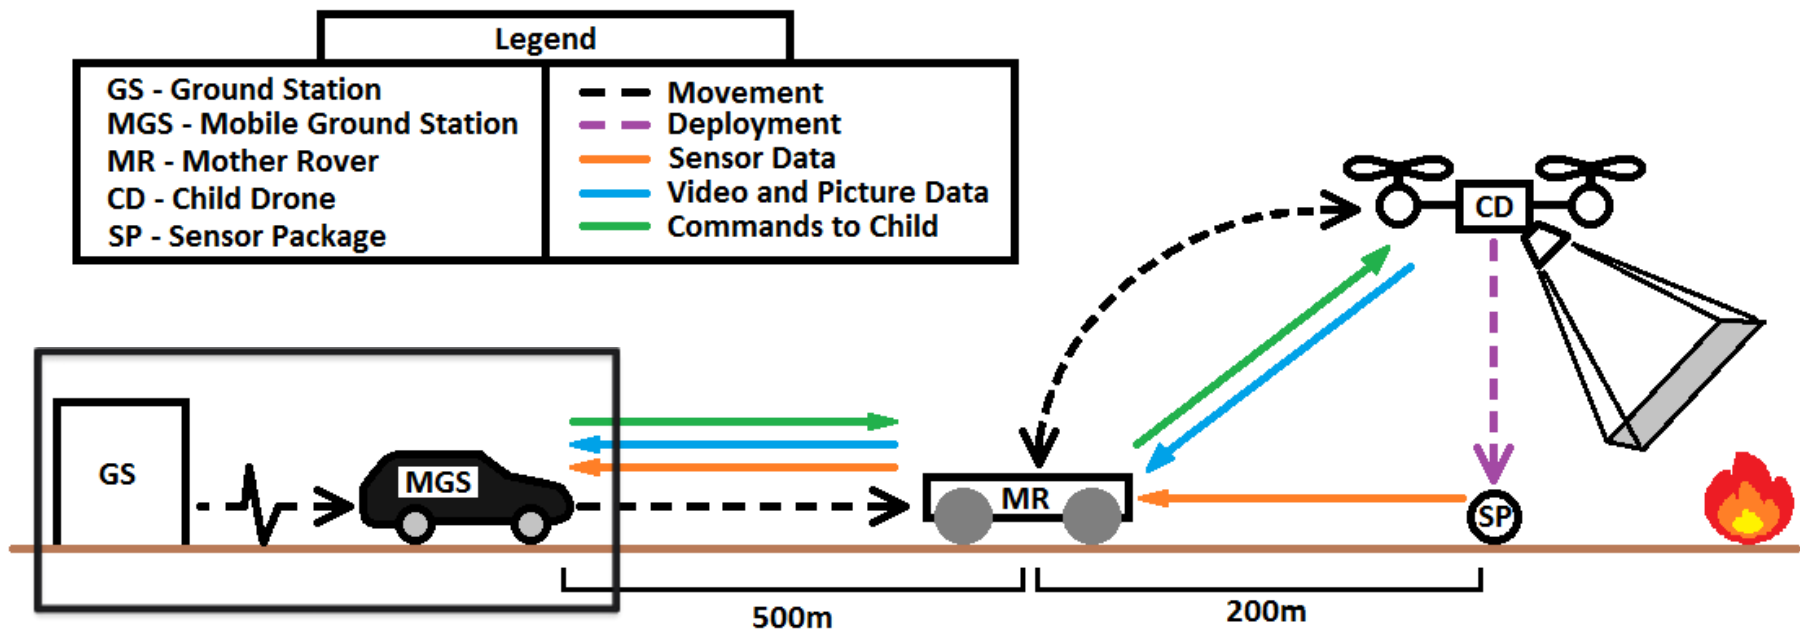 Legend
GS - Ground Station
MGS - Mobile Ground Station
MR - Mother Rover
CD - Child Drone
SP - Sensor Package
Movement
Deployment
Sensor Data
Video and Picture Data
Commands to Child
CD
GS
MGS
MR
SP
500m
200m